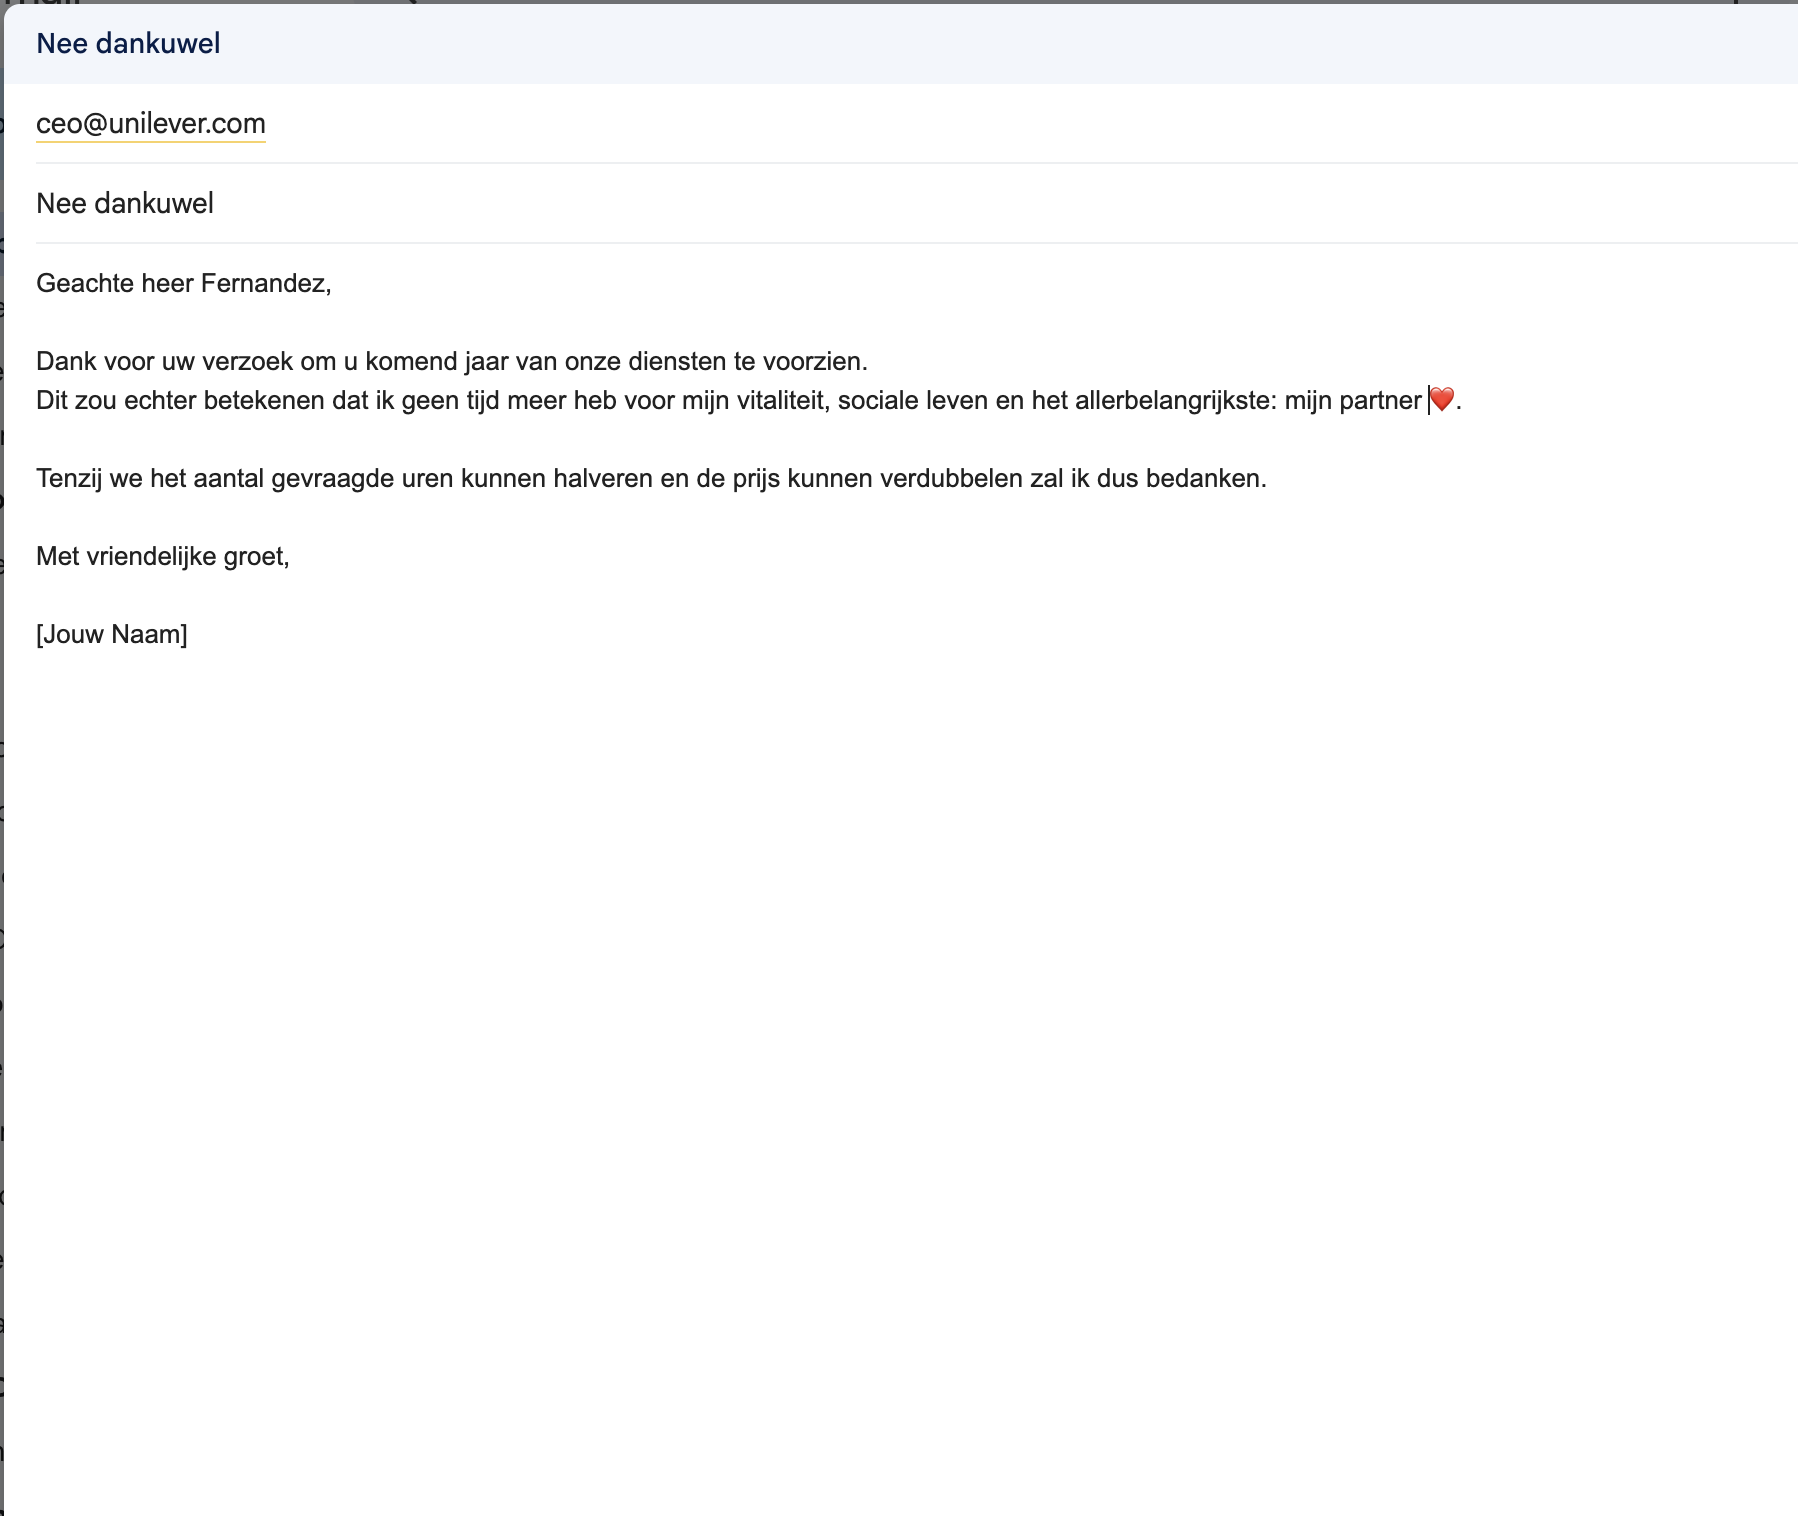 Nee dankuwel
ceo@unilever.com
Nee dankuwel
Geachte heer Fernandez,
Dank voor uw verzoek om u komend jaar van onze diensten te voorzien.
Dit zou echter betekenen dat ik geen tijd meer heb voor mijn vitaliteit, sociale leven en het allerbelangrijkste: mijn partner ❤️.
Tenzij we het aantal gevraagde uren kunnen halveren en de prijs kunnen verdubbelen zal ik dus bedanken.
Met vriendelijke groet,
[Jouw Naam]